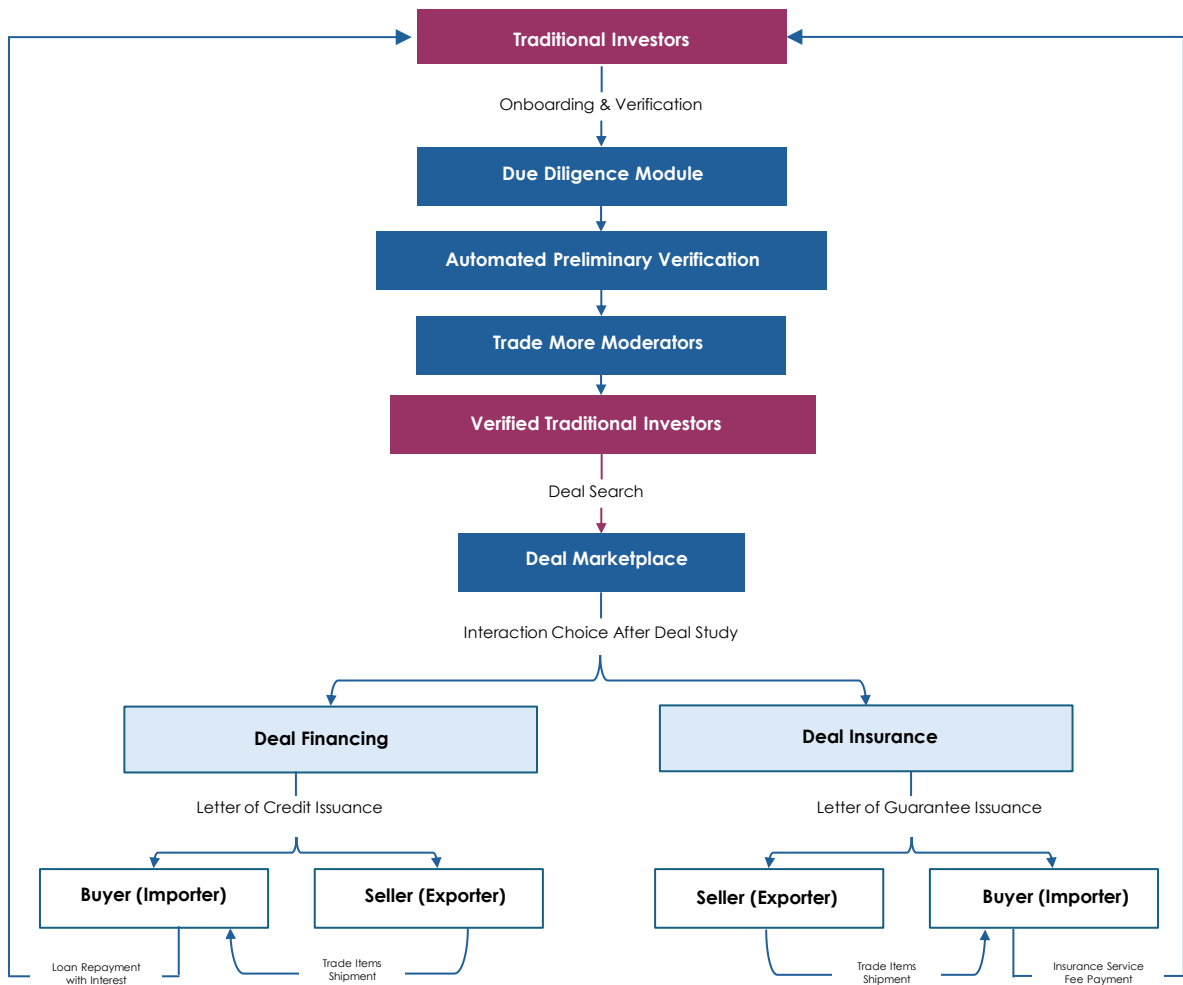 Traditional Investors
Onboarding & Verification
Due Diligence Module
Automated Preliminary Verification
Trade More Moderators
Verified Traditional Investors
Deal Search
Deal Marketplace
Interaction Choice After Deal Study
Deal Financing
Deal Insurance
Letter of Credit Issuance
Letter of Guarantee Issuance
Buyer (Importer)
Seller (Exporter)
Seller (Exporter)
Buyer (Importer)
Loan Repayment
with Interest
Trade Items
Shipment
Trade Items
Shipment
Insurance Service
Fee Payment